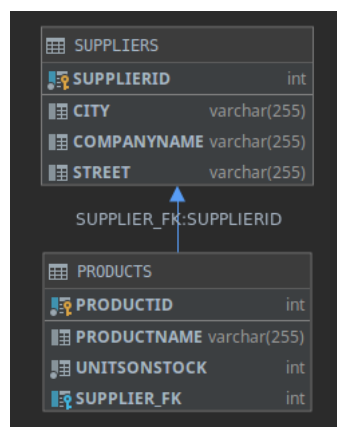 SUPPLIERS
SUPPLIERID int
CITY varchar(255)
COMPANYNAME varchar(255)
STREET varchar(255)
SUPPLIER_FK:SUPPLIERID
PRODUCTS
PRODUCTID int
PRODUCTNAME varchar(255)
UNITSONSTOCK int
SUPPLIER_FK int